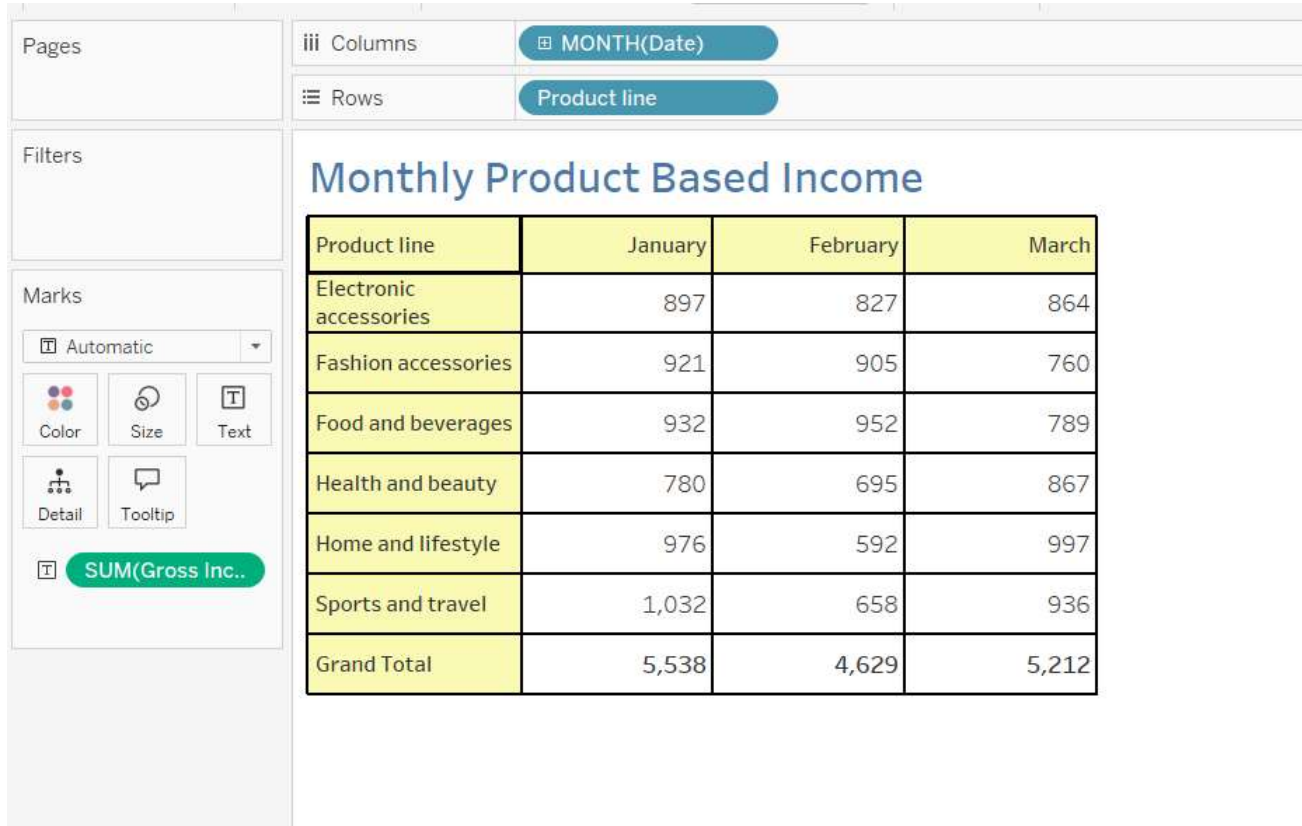 Pages
iii Columns
MONTH(Date)
Rows
Product line
Filters
Monthly Product Based Income
Product line January February March
Electronic
accessories 897 827 864
Fashion accessories 921 905 760
Food and beverages 932 952 789
Health and beauty 780 695 867
Home and lifestyle 976 592 997
Sports and travel 1,032 658 936
Grand Total 5,538 4,629 5,212
Marks
T Automatic
Color Size T Text
Detail Tooltip
T SUM(Gross Inc..